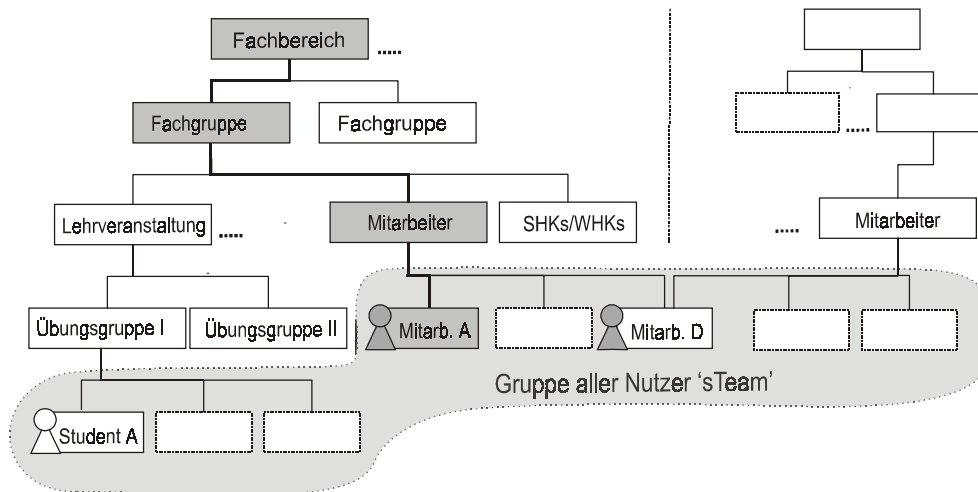 Fachbereich
.....
Fachgruppe
Fachgruppe
.....
Lehrveranstaltung
.....
Mitarbeiter
SHKs/WHKs
.....
Mitarbeiter
Übungsgruppe I
Übungsgruppe II
Mitarb. A
Mitarb. D
Gruppe aller Nutzer ‘sTeam’
Student A